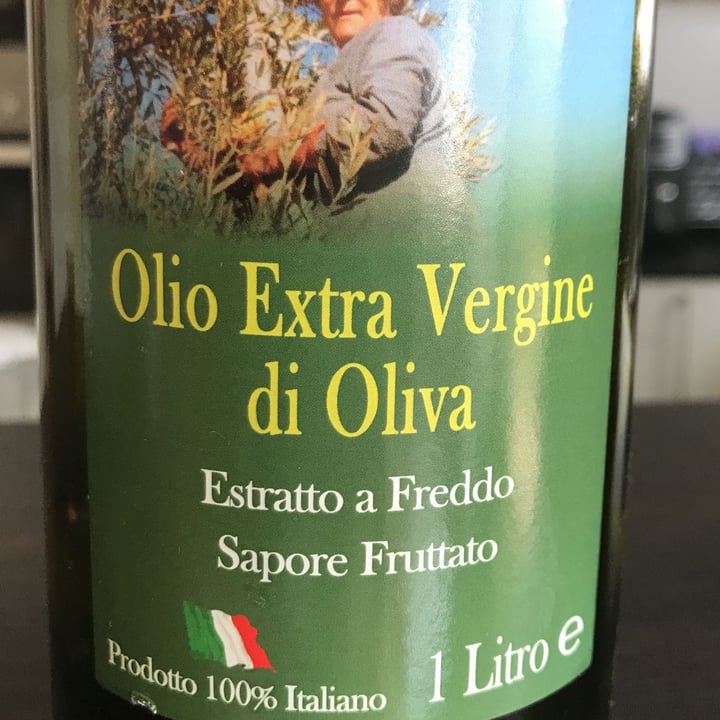 Olio Extra Vergine
di Oliva
Estratto a Freddo
Sapore Fruttato
Prodotto 100% Italiano
1 Litro e